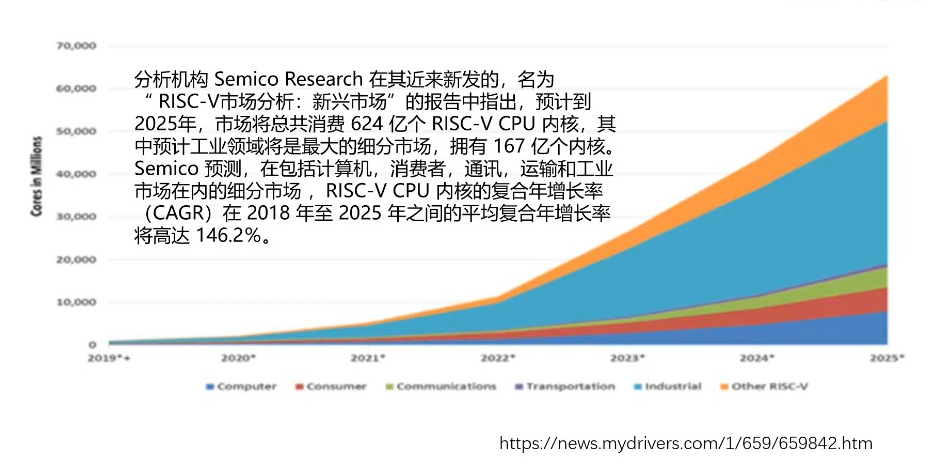 70,000
60,000
50,000
40,000
30,000
20,000
10,000
0
Cores in Millions
分析机构 Semico Research 在其近来新发的，名为
“ RISC-V市场分析：新兴市场”的报告中指出，预计到
2025年，市场将总共消费 624 亿个 RISC-V CPU 内核，其
中预计工业领域将是最大的细分市场，拥有 167 亿个内核。
Semico 预测，在包括计算机，消费者，通讯，运输和工业
市场在内的细分市场 ，RISC-V CPU 内核的复合年增长率
（CAGR）在 2018 年至 2025 年之间的平均复合年增长率
将高达 146.2%。
2019*+ 2020* 2021* 2022* 2023* 2024* 2025*
Computer Consumer Communications Transportation Industrial Other RISC-V
https://news.mydrivers.com/1/659/659842.htm